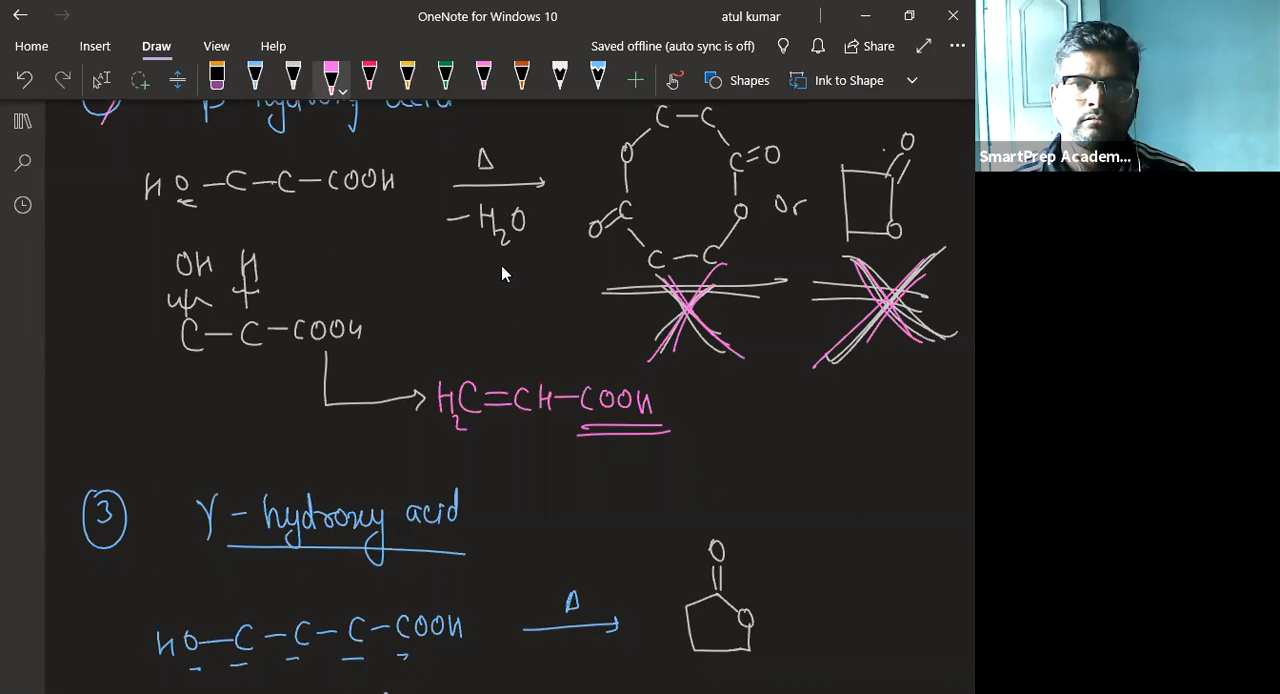 OneNote for Windows 10
atul kumar
Home Insert Draw View Help
Saved offline (auto sync is off)
Share
Shapes
Ink to Shape
SmartPrep Academ...
β hydroxy acid
HO—C—C—COOH
Δ
—H2O
C—C
O
C=O
O
O=C
C—C
Or
O
O
OH H
C—C—COOH
H2C=CH—COOH
3 γ-hydroxy acid
HO—C—C—C—COOH
Δ
O
O